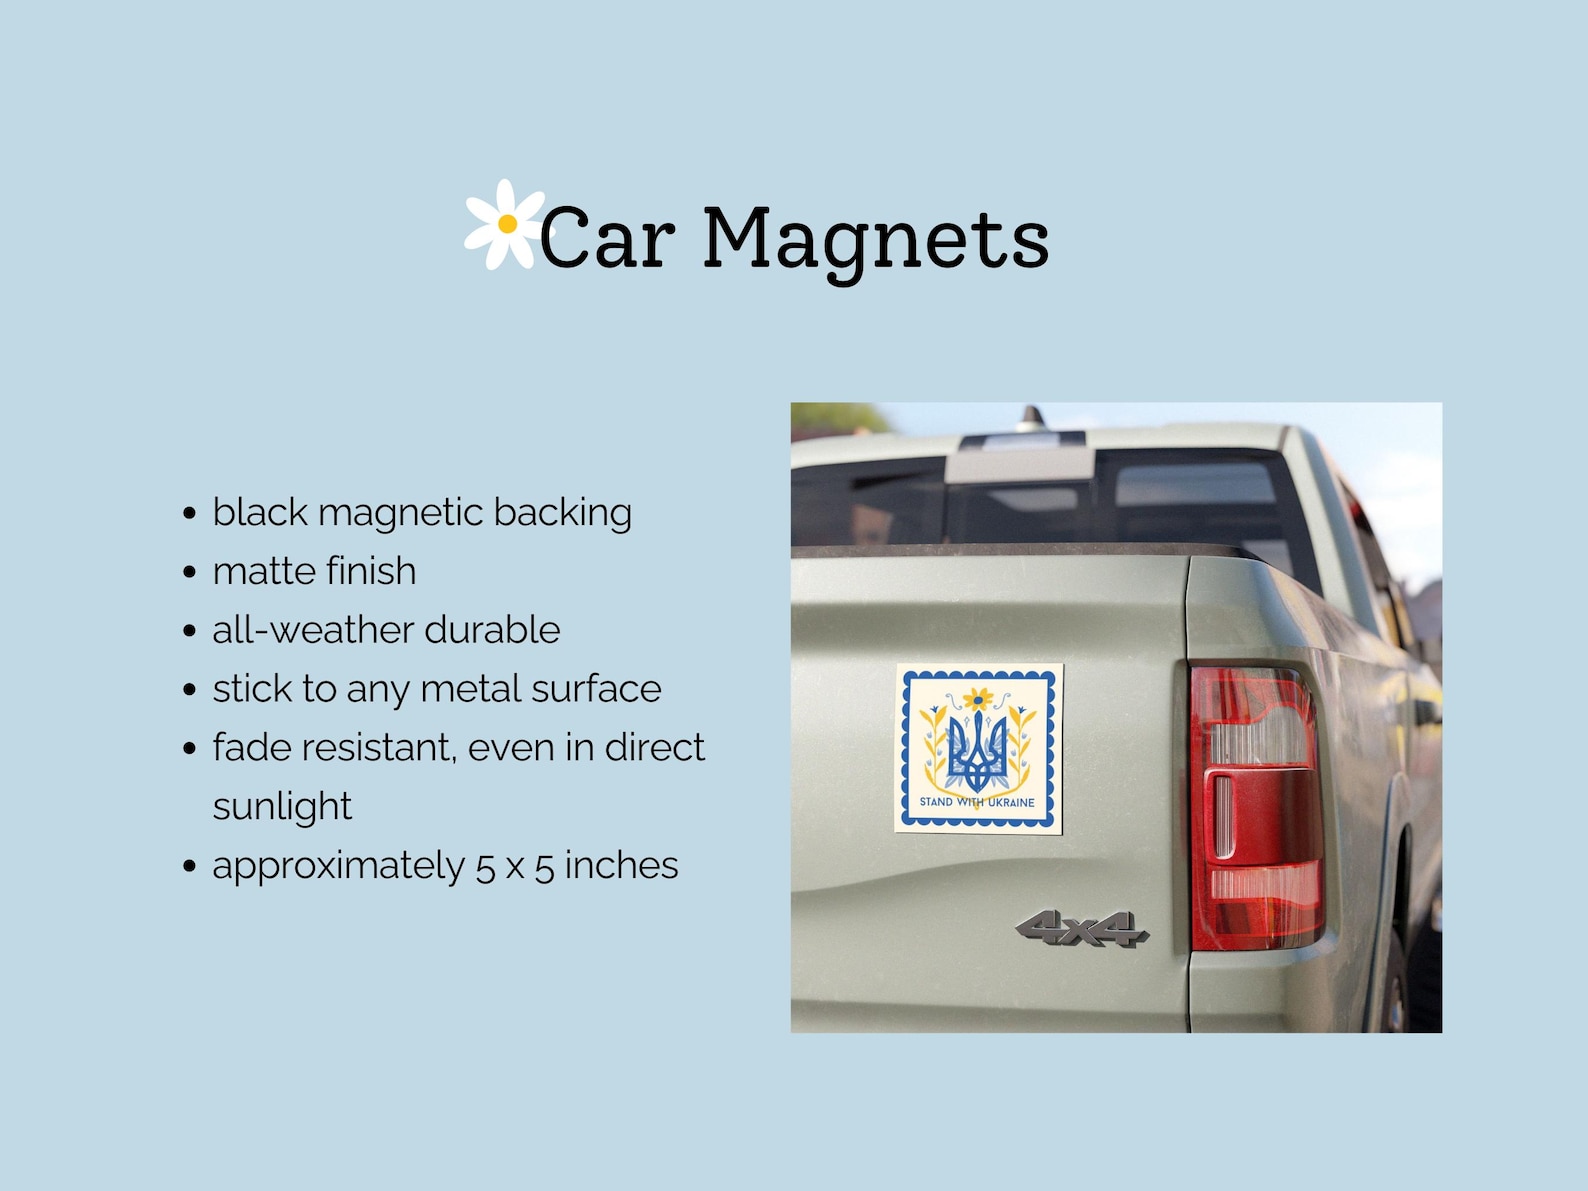 Car Magnets
black magnetic backing
matte finish
all-weather durable
stick to any metal surface
fade resistant, even in direct
sunlight
approximately 5 x 5 inches
STAND WITH UKRAINE
4x4